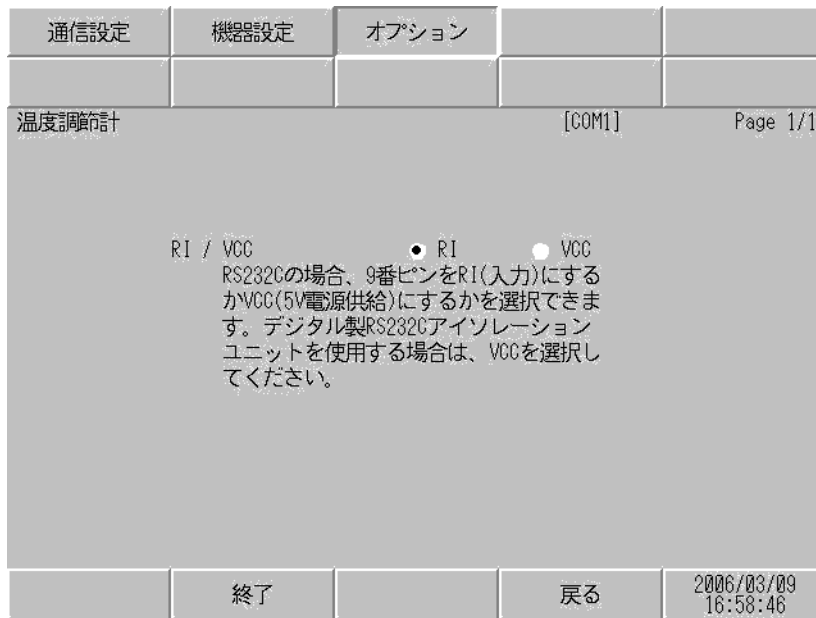 通信設定 機器設定 オプション
温度調節計 [COM1] Page 1/1
RI / VCC RI VCC
RS232Cの場合、9番ピンをRI(入力)にする
かVCC(5V電源供給)にするかを選択できま
す。デジタル製RS232Cアイソレーション
ユニットを使用する場合は、VCCを選択し
てください。
終了 戻る 2006/03/09
16:58:46